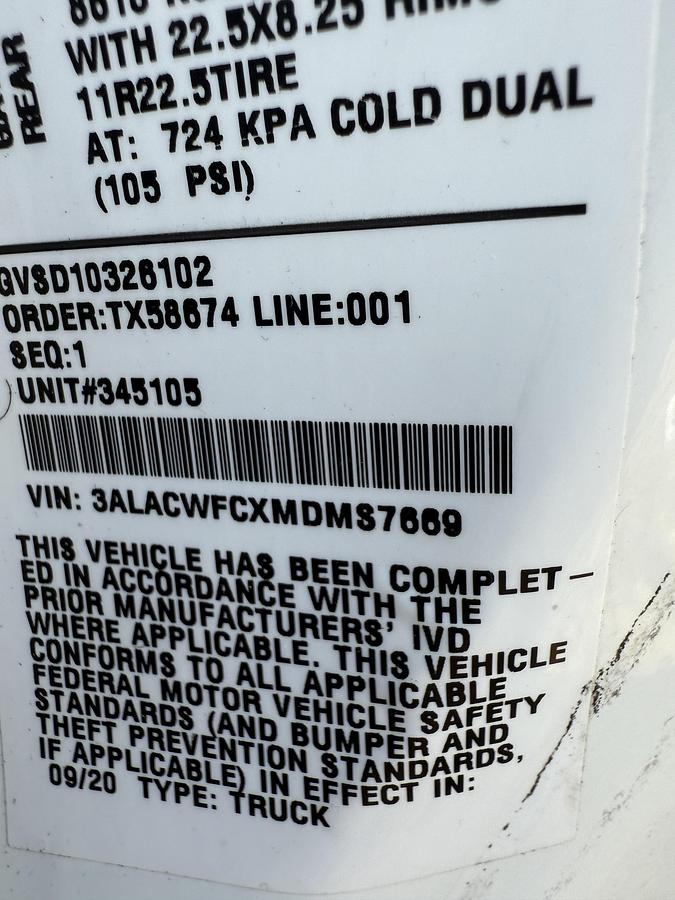 REAR
WITH 22.5X8.25
11R22.5TIRE
AT: 724 KPA COLD DUAL
(105 PSI)
GVSD10326102
ORDER:TX58674 LINE:001
SEQ:1
UNIT#345105
VIN: 3ALACWFCXMDMS7669
THIS VEHICLE HAS BEEN COMPLET-
ED IN ACCORDANCE WITH THE
PRIOR MANUFACTURERS' IVD
WHERE APPLICABLE. THIS VEHICLE
CONFORMS TO ALL APPLICABLE
FEDERAL MOTOR VEHICLE SAFETY
STANDARDS (AND BUMPER AND
THEFT PREVENTION STANDARDS,
IF APPLICABLE) IN EFFECT IN:
09/20 TYPE: TRUCK